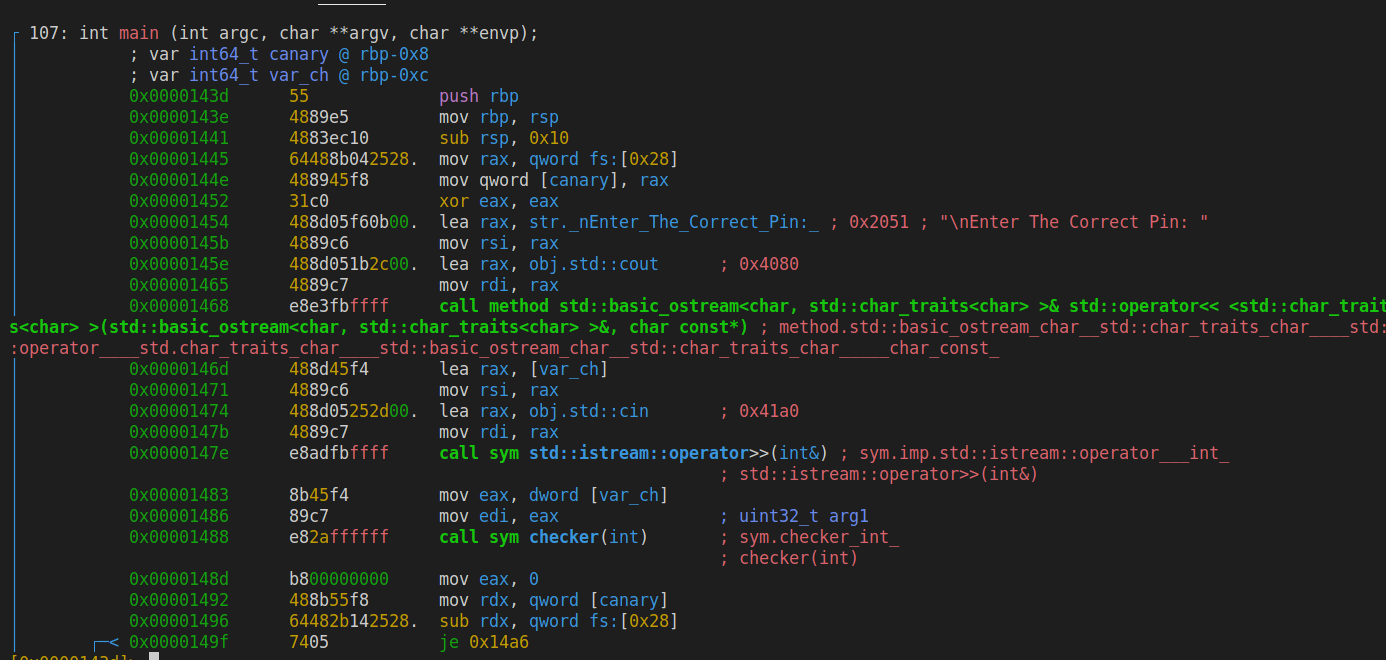 107: int main (int argc, char **argv, char **envp);
; var int64_t canary @ rbp-0x8
; var int64_t var_ch @ rbp-0xc
0x0000143d 55 push rbp
0x0000143e 4889e5 mov rbp, rsp
0x00001441 4883ec10 sub rsp, 0x10
0x00001445 64488b042528. mov rax, qword fs:[0x28]
0x0000144e 488945f8 mov qword [canary], rax
0x00001452 31c0 xor eax, eax
0x00001454 488d05f60b00. lea rax, str._nEnter_The_Correct_Pin:_ ; 0x2051 ; "\nEnter The Correct Pin: "
0x0000145b 4889c6 mov rsi, rax
0x0000145e 488d051b2c00. lea rax, obj.std::cout ; 0x4080
0x00001465 4889c7 mov rdi, rax
0x00001468 e8e3fbffff call method std::basic_ostream<char, std::char_traits<char> >& std::operator<< <std::char_trait
s<char> >(std::basic_ostream<char, std::char_traits<char> >&, char const*) ; method.std::basic_ostream_char__std::char_traits_char____std:
:operator____std.char_traits_char____std::basic_ostream_char__std::char_traits_char_____char_const_
0x0000146d 488d45f4 lea rax, [var_ch]
0x00001471 4889c6 mov rsi, rax
0x00001474 488d05252d00. lea rax, obj.std::cin ; 0x41a0
0x0000147b 4889c7 mov rdi, rax
0x0000147e e8adfbffff call sym std::istream::operator>>(int&) ; sym.imp.std::istream::operator___int_
; std::istream::operator>>(int&)
0x00001483 8b45f4 mov eax, dword [var_ch]
0x00001486 89c7 mov edi, eax ; uint32_t arg1
0x00001488 e82affffff call sym checker(int) ; sym.checker_int_
; checker(int)
0x0000148d b800000000 mov eax, 0
0x00001492 488b55f8 mov rdx, qword [canary]
0x00001496 64482b142528. sub rdx, qword fs:[0x28]
0x0000149f 7405 je 0x14a6